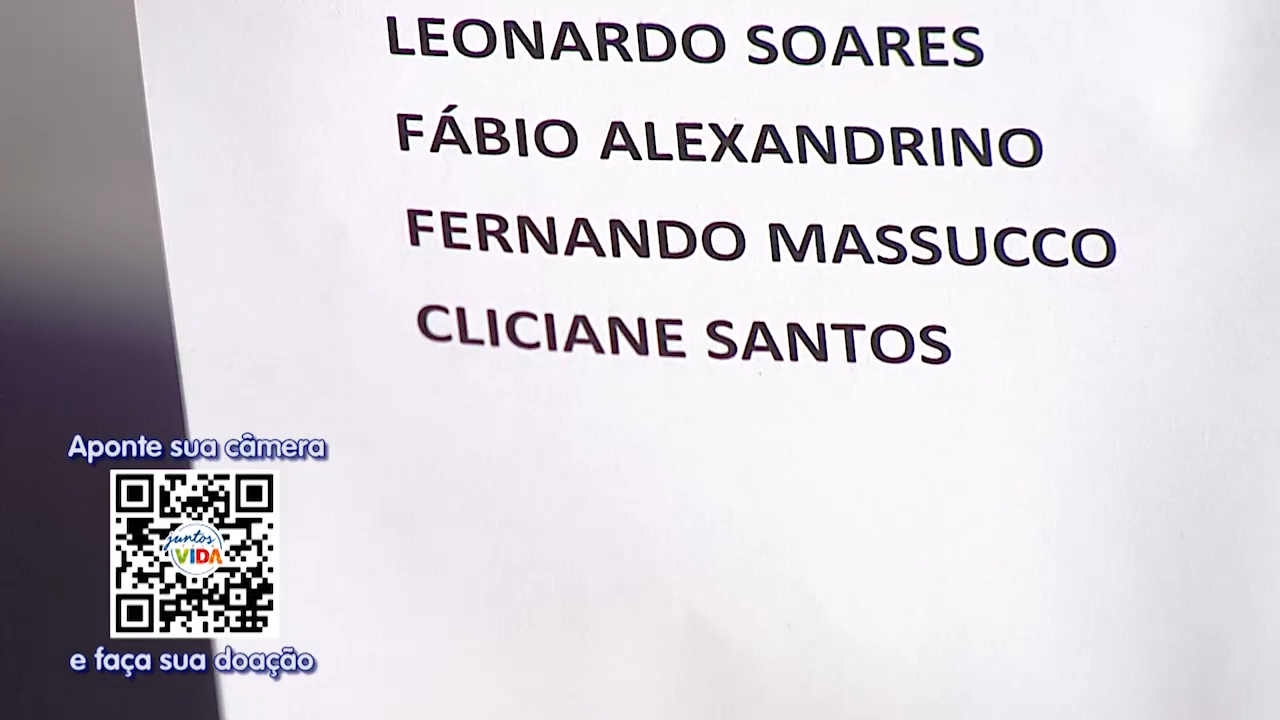 LEONARDO SOARES
FÁBIO ALEXANDRINO
FERNANDO MASSUCCO
CLICIANE SANTOS
Aponte sua câmera
juntos
VIDA
e faça sua doação